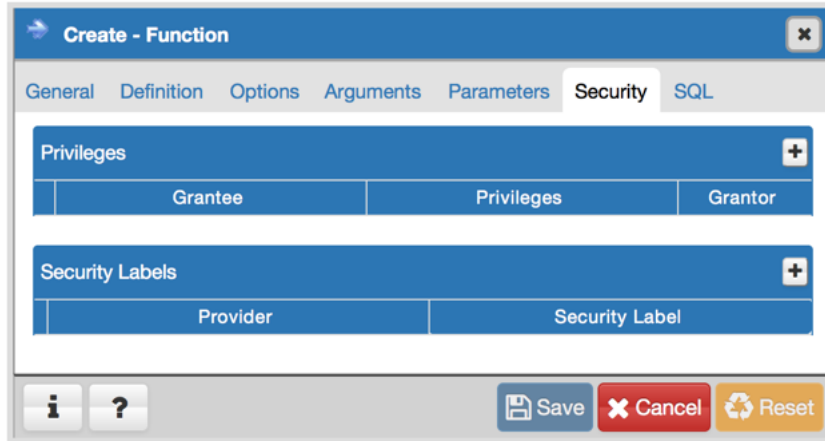 Create - Function
General Definition Options Arguments Parameters Security SQL
Privileges
Grantee Privileges Grantor
Security Labels
Provider Security Label
i ? Save Cancel Reset